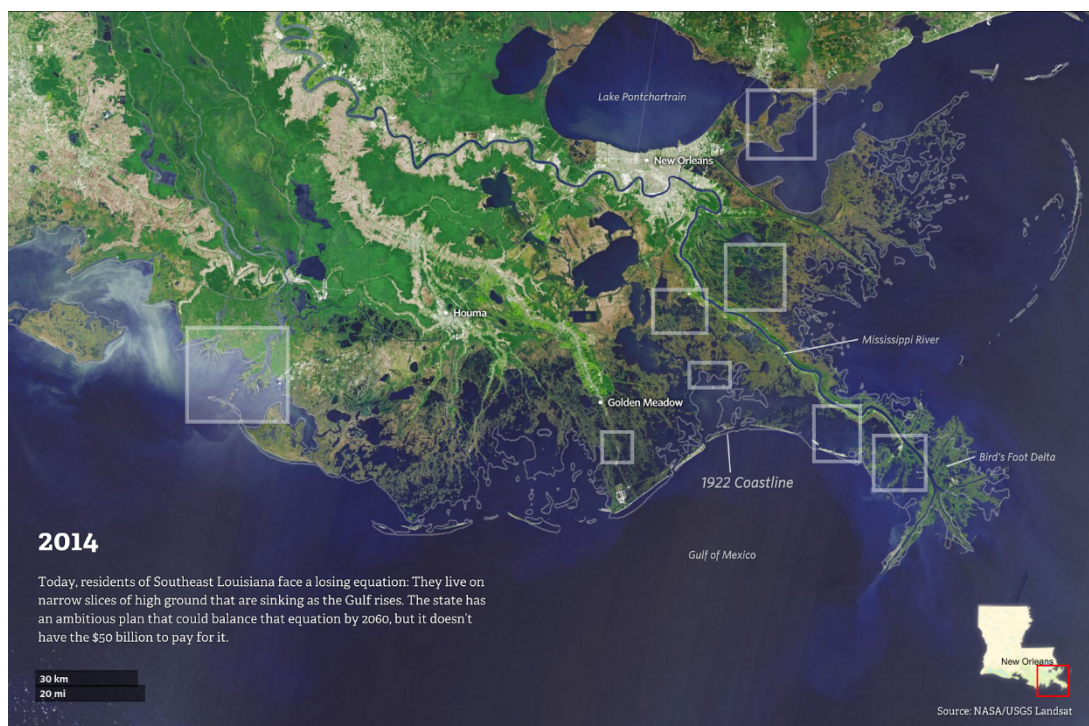 Lake Pontchartrain
New Orleans
Houma
Mississippi River
Golden Meadow
Bird's Foot Delta
1922 Coastline
2014
Gulf of Mexico
Today, residents of Southeast Louisiana face a losing equation: They live on
narrow slices of high ground that are sinking as the Gulf rises. The state has
an ambitious plan that could balance that equation by 2060, but it doesn't
have the $50 billion to pay for it.
New Orleans
30 km
20 mi
Source: NASA/USGS Landsat